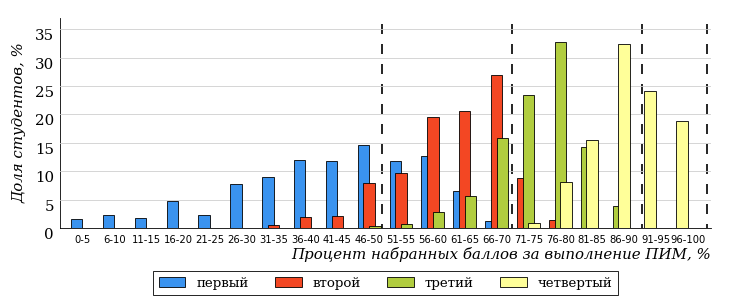 Доля студентов, %
35
30
25
20
15
10
5
0
0-5 6-10 11-15 16-20 21-25 26-30 31-35 36-40 41-45 46-50 51-55 56-60 61-65 66-70 71-75 76-80 81-85 86-90 91-95 96-100
Процент набранных баллов за выполнение ПИМ, %
первый второй третий четвертый